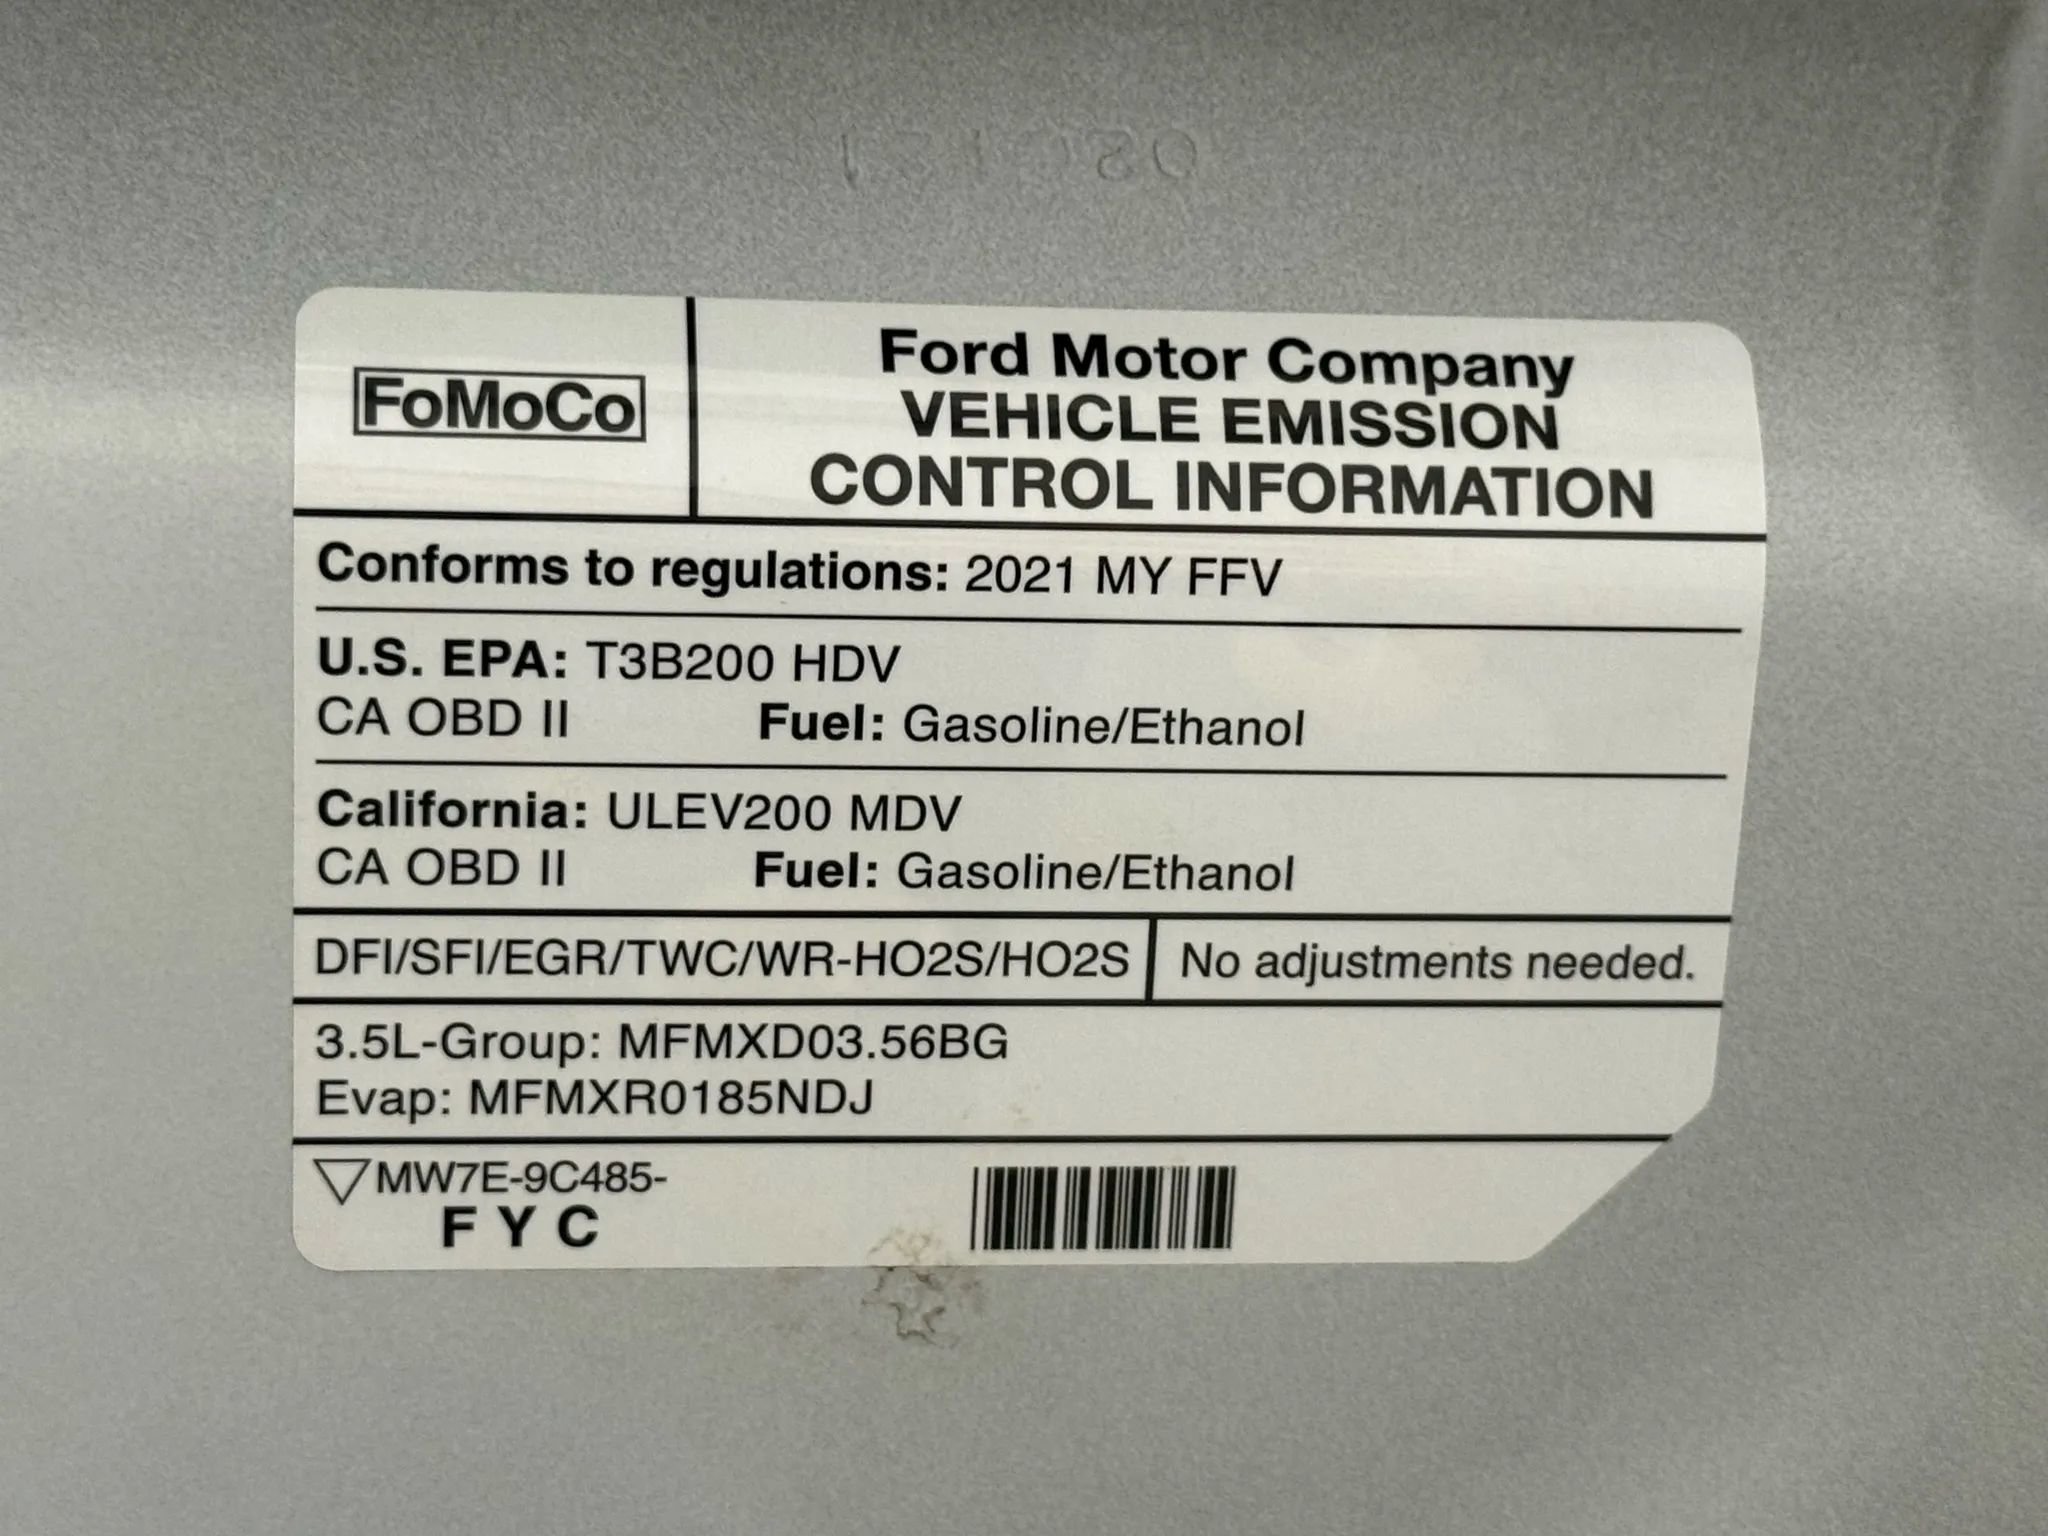 FoMoCo
Ford Motor Company
VEHICLE EMISSION
CONTROL INFORMATION
Conforms to regulations: 2021 MY FFV
U.S. EPA: T3B200 HDV
CA OBD II Fuel: Gasoline/Ethanol
California: ULEV200 MDV
CA OBD II Fuel: Gasoline/Ethanol
DFI/SFI/EGR/TWC/WR-HO2S/HO2S No adjustments needed.
3.5L-Group: MFMXD03.56BG
Evap: MFMXR0185NDJ
MW7E-9C485-
F Y C